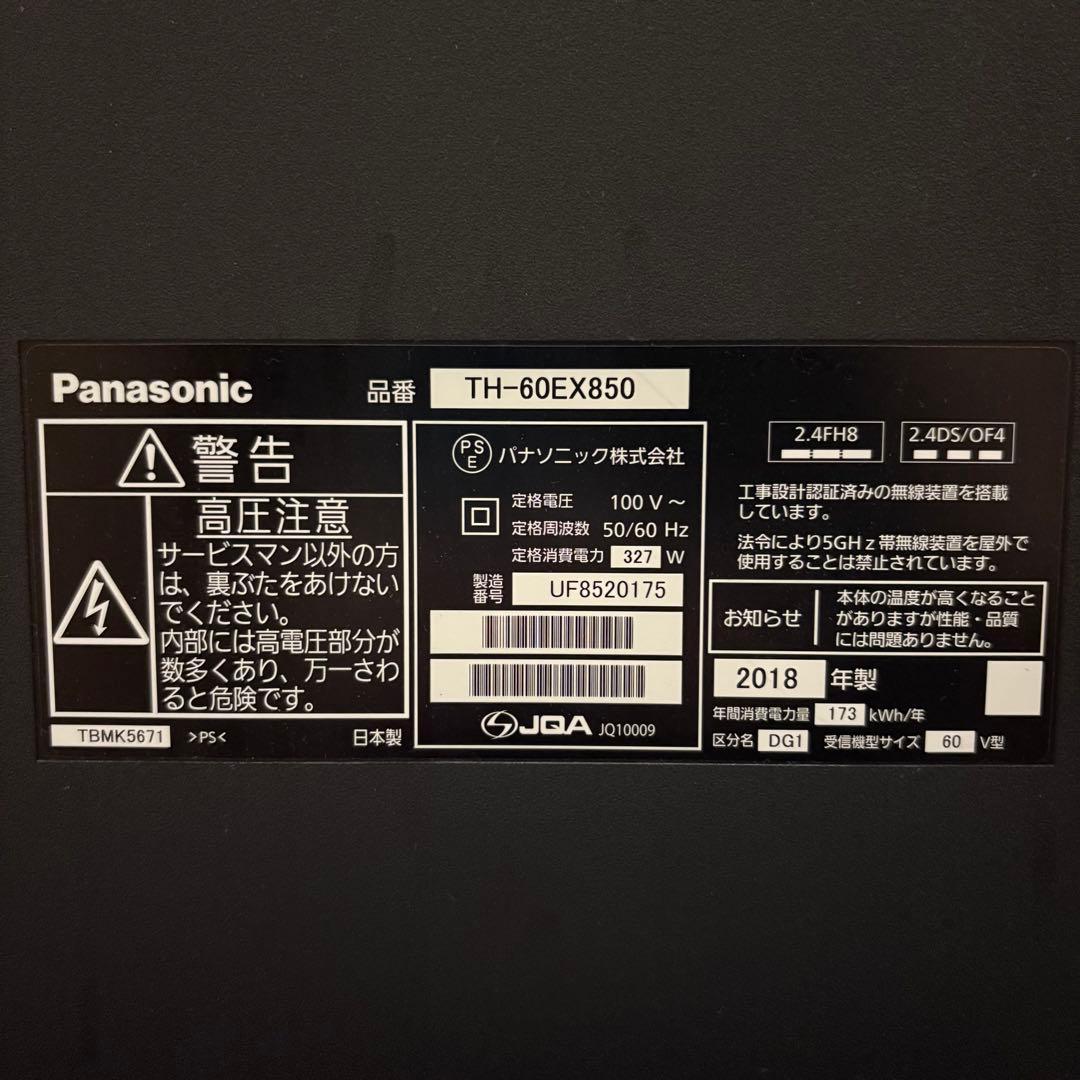 Panasonic
品番 TH-60EX850
警告
高圧注意
サービスマン以外の方
は、裏ぶたをあけない
でください。
内部には高電圧部分が
数多くあり、万一さわ
ると危険です。
TBMK5671 >PS< 日本製
PSE パナソニック株式会社
定格電圧 100 V ～
定格周波数 50/60 Hz
定格消費電力 327 W
製造番号 UF8520175
JQA JQ10009
2.4FH8 2.4DS/OF4
工事設計認証済みの無線装置を搭載
しています。
法令により5GHz帯無線装置を屋外で
使用することは禁止されています。
お知らせ
本体の温度が高くなること
がありますが性能・品質
には問題ありません。
2018 年製
年間消費電力量 173 kWh/年
区分名 DG1 受信機型サイズ 60 V型